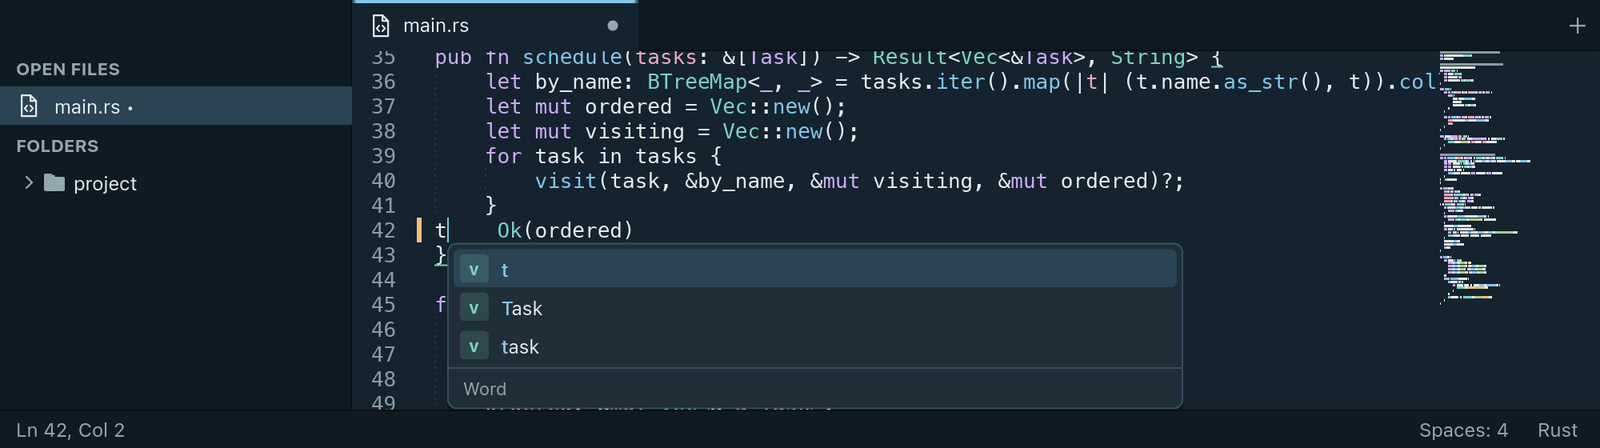 main.rs
OPEN FILES
main.rs •
FOLDERS
project
35 pub fn schedule(tasks: &[Task]) -> Result<Vec<&Task>, String> {
36 let by_name: BTreeMap<_, _> = tasks.iter().map(|t| (t.name.as_str(), t)).col
37 let mut ordered = Vec::new();
38 let mut visiting = Vec::new();
39 for task in tasks {
40 visit(task, &by_name, &mut visiting, &mut ordered)?;
41 }
42 t Ok(ordered)
43 }
44
45 f
46
47
48
49
t
Task
task
Word
Ln 42, Col 2
Spaces: 4 Rust